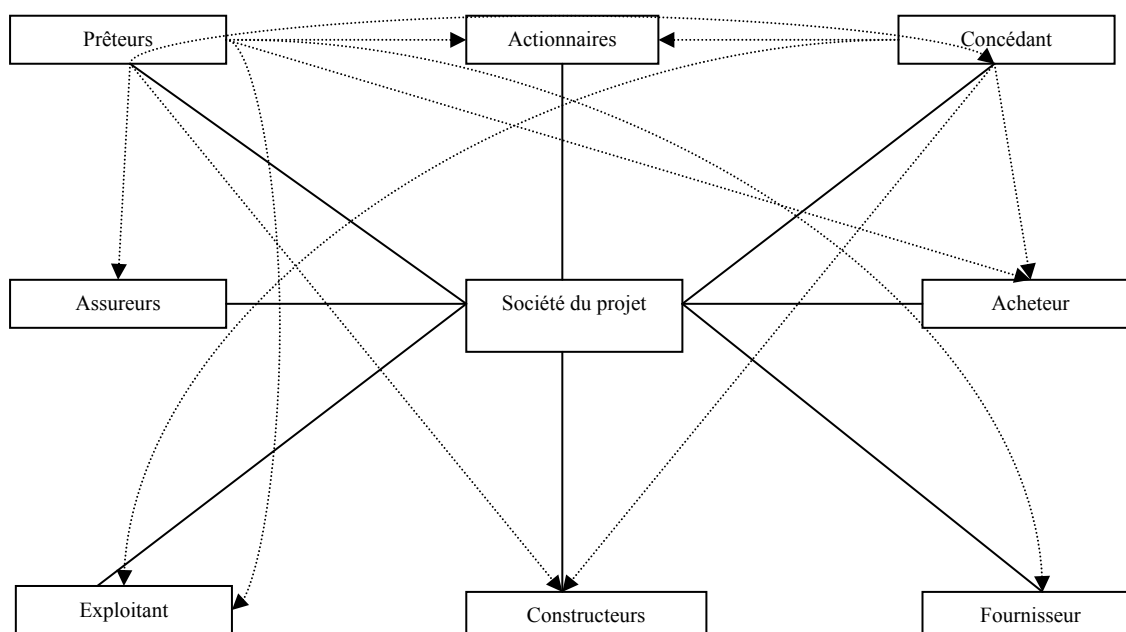 Prêteurs
Actionnaires
Concédant
Assureurs
Société du projet
Acheteur
Exploitant
Constructeurs
Fournisseur